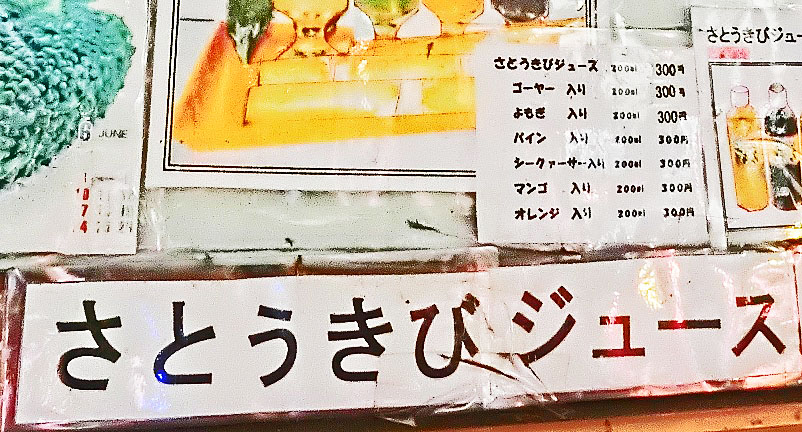 6 JUNE
さとうきびジュース 200ml 300円
ゴーヤー 入り 200ml 300円
よもぎ 入り 200ml 300円
パイン 入り 200ml 300円
シークァーサー入り 200ml 300円
マンゴ 入り 200ml 300円
オレンジ 入り 200ml 300円
さとうきびジュー
さとうきびジュース